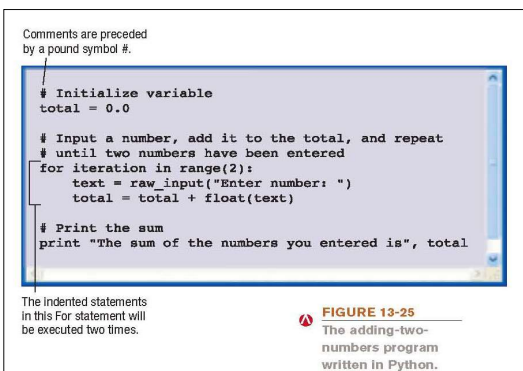 Comments are preceded
by a pound symbol #.
# Initialize variable
total = 0.0
# Input a number, add it to the total, and repeat
# until two numbers have been entered
for iteration in range(2):
    text = raw_input("Enter number: ")
    total = total + float(text)
# Print the sum
print "The sum of the numbers you entered is", total
The indented statements
in this For statement will
be executed two times.
FIGURE 13-25
The adding-two-
numbers program
written in Python.